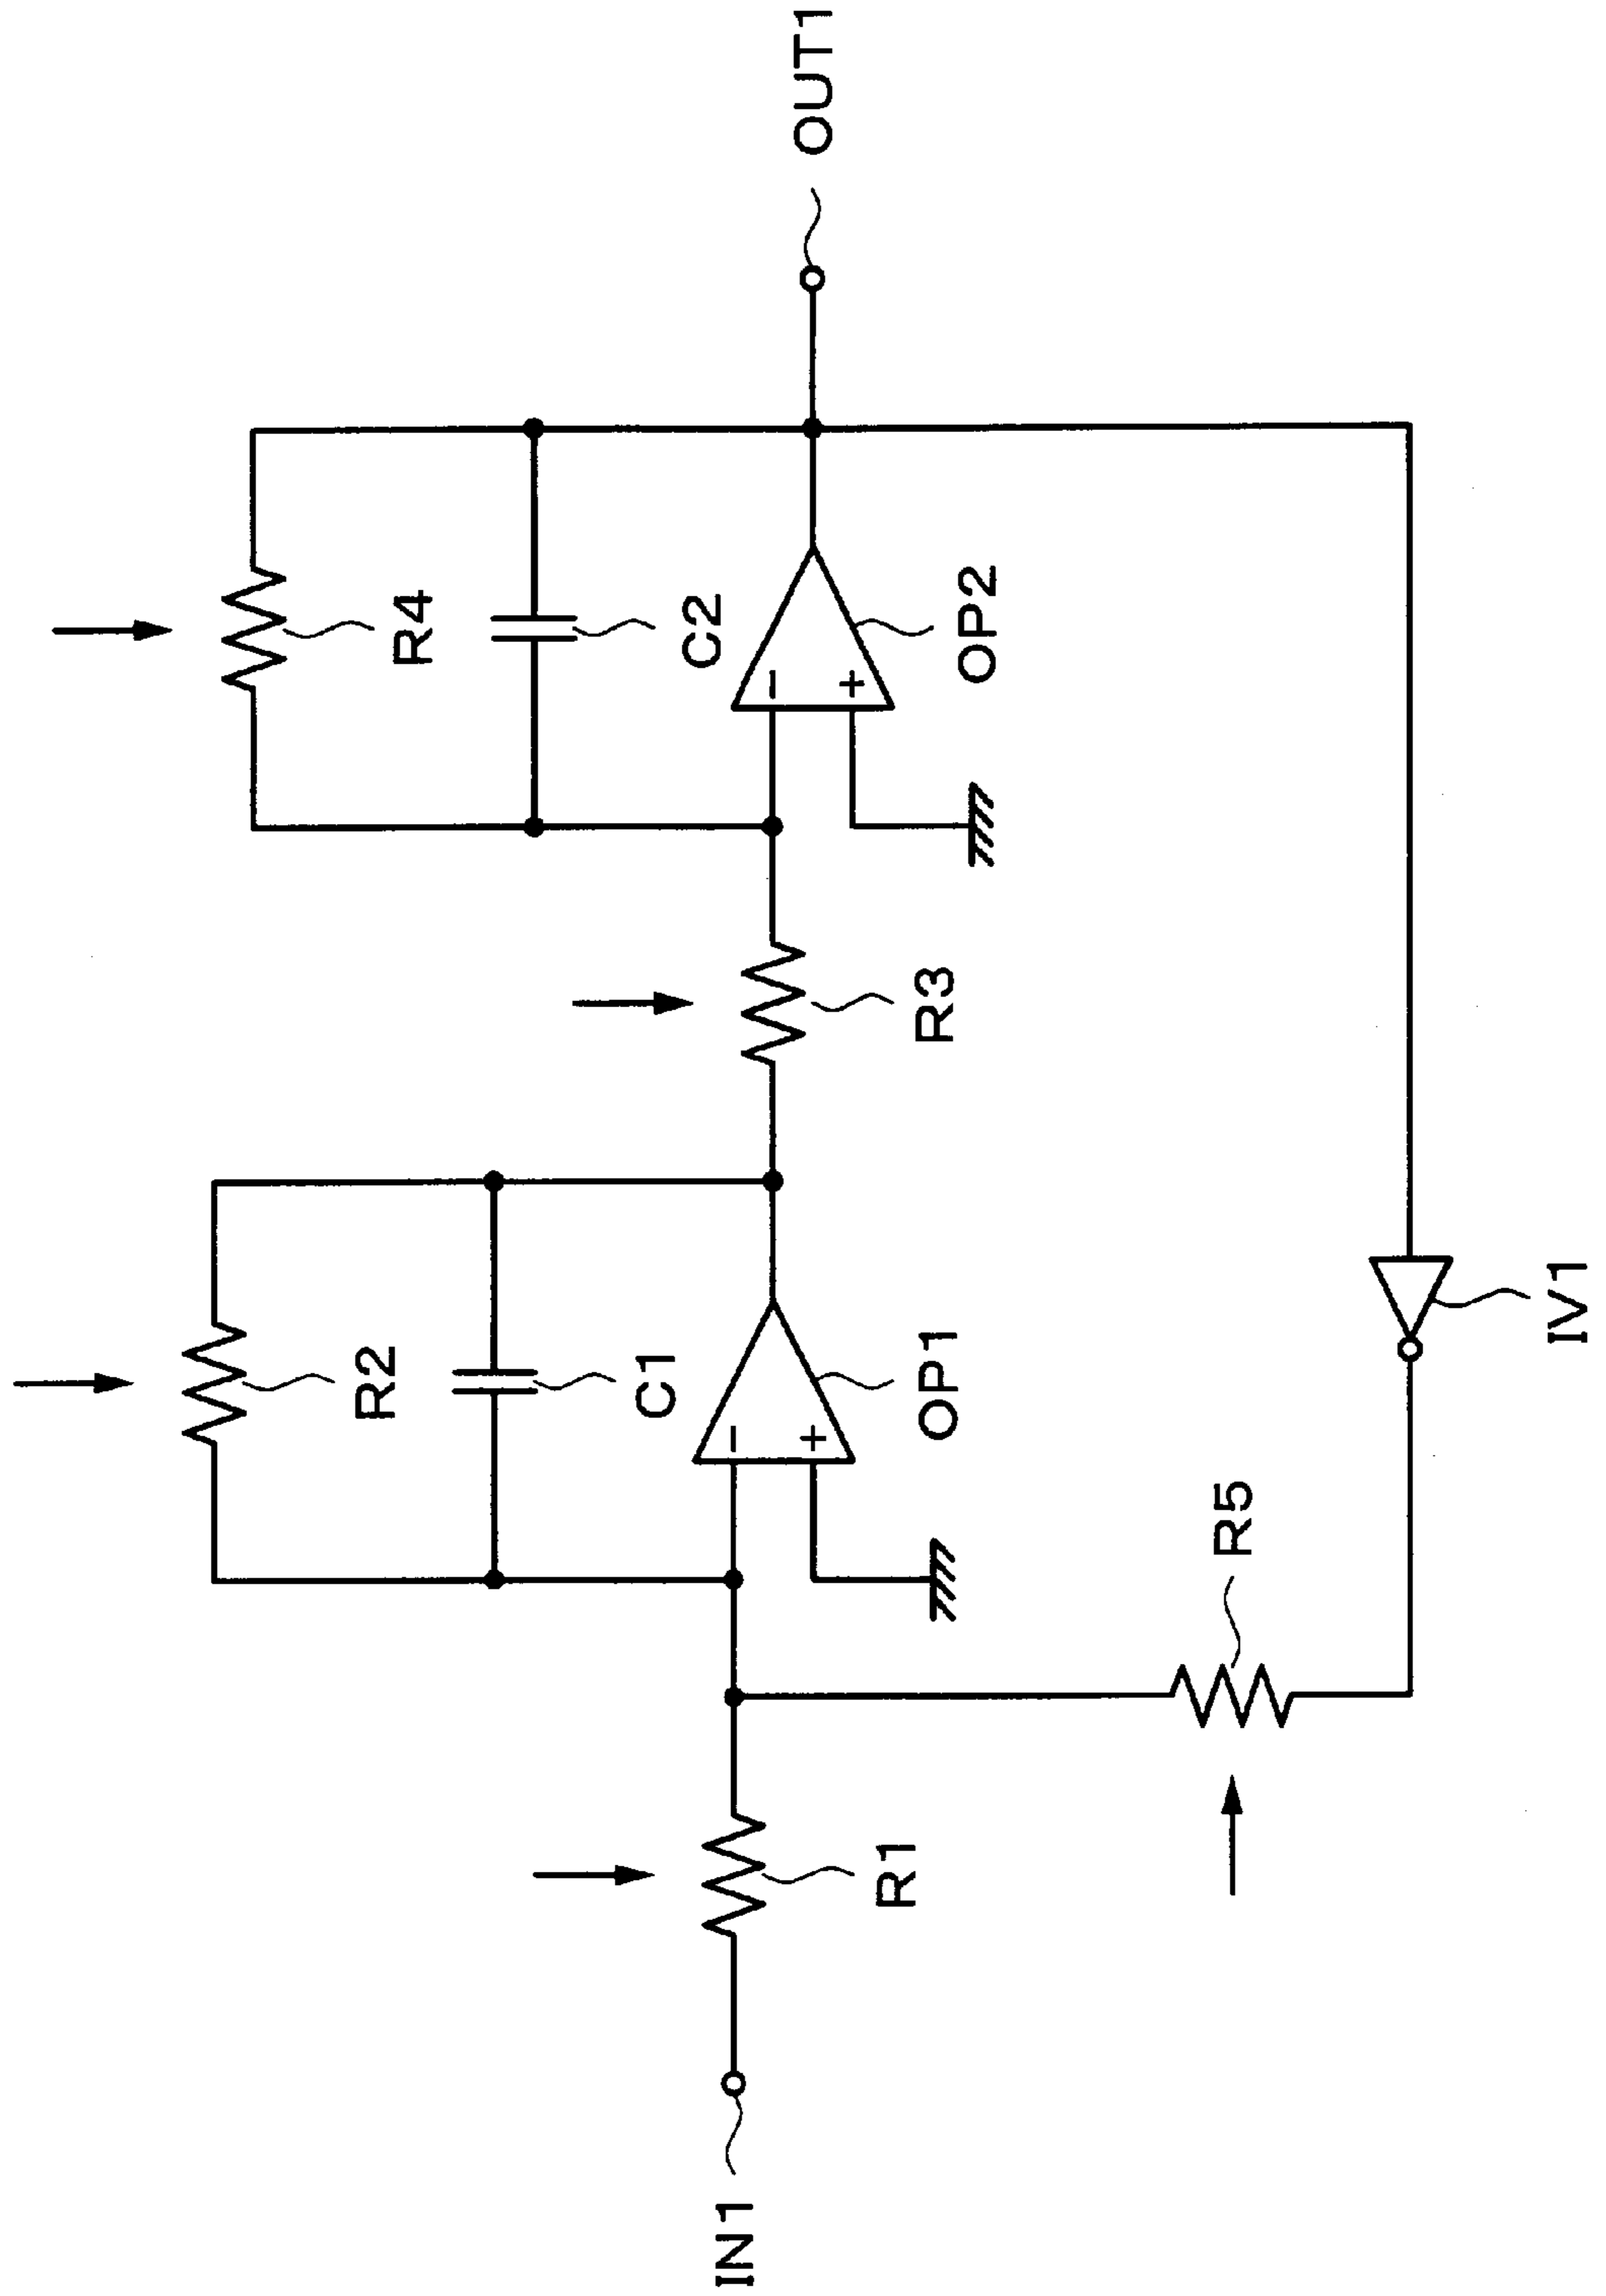 R2
R4
C1
C2
IN1
R1
OP1
R3
OP2
OUT1
-
+
-
+
R5
IV1